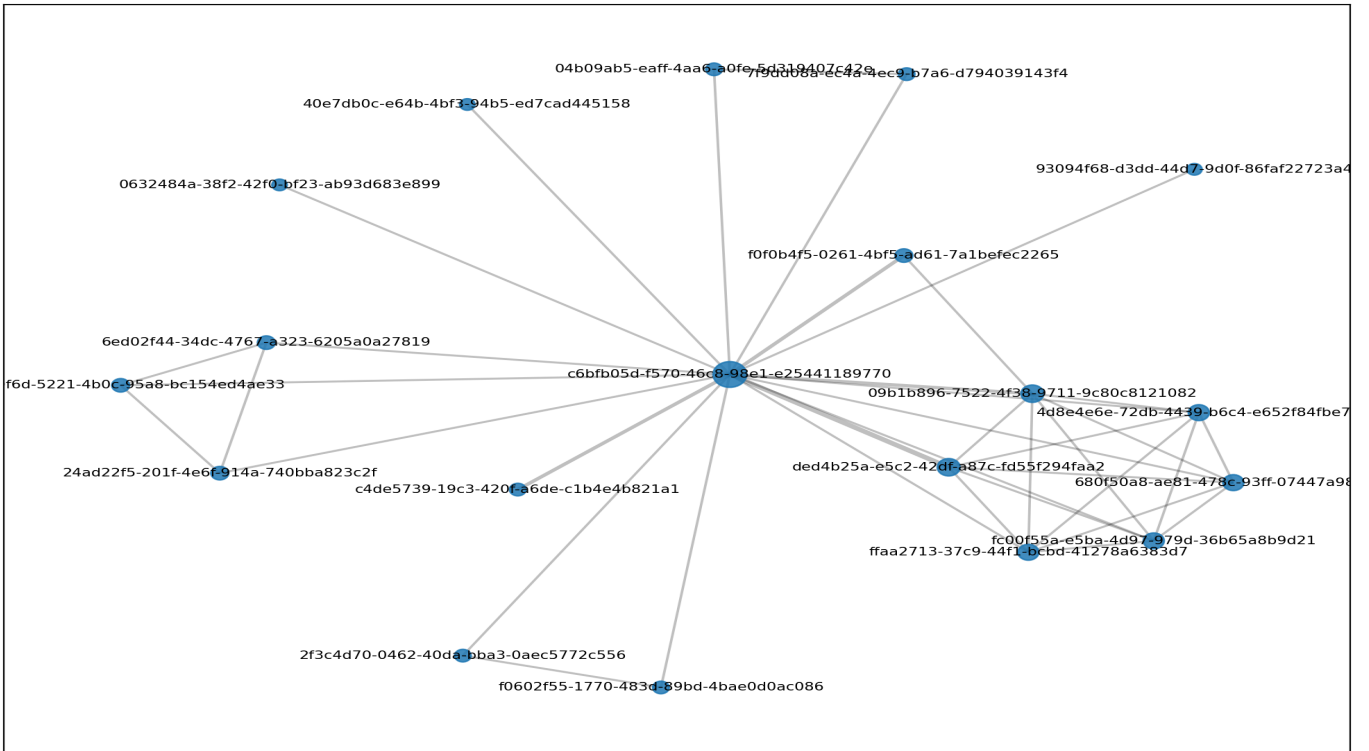 04b09ab5-eaff-4aa6-a0fe-5d319407c42e
7f9dd08a-ec4a-4ec9-b7a6-d794039143f4
40e7db0c-e64b-4bf3-94b5-ed7cad445158
93094f68-d3dd-44d7-9d0f-86faf22723a4
0632484a-38f2-42f0-bf23-ab93d683e899
f0f0b4f5-0261-4bf5-ad61-7a1befec2265
6ed02f44-34dc-4767-a323-6205a0a27819
c6bfb05d-f570-46c8-98e1-e25441189770
f6d-5221-4b0c-95a8-bc154ed4ae33
09b1b896-7522-4f38-9711-9c80c8121082
4d8e4e6e-72db-4439-b6c4-e652f84fbe7
ded4b25a-e5c2-42df-a87c-fd55f294faa2
24ad22f5-201f-4e6f-914a-740bba823c2f
680f50a8-ae81-478c-93ff-07447a98
c4de5739-19c3-420f-a6de-c1b4e4b821a1
fc00f55a-e5ba-4d97-979d-36b65a8b9d21
ffaa2713-37c9-44f1-bcbd-41278a6383d7
2f3c4d70-0462-40da-bba3-0aec5772c556
f0602f55-1770-483d-89bd-4bae0d0ac086